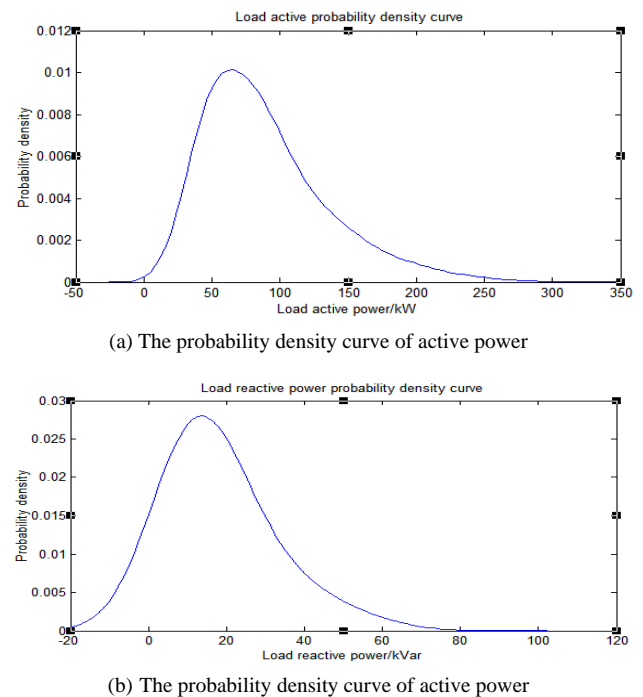 Load active probability density curve
0.012
0.01
0.008
0.006
0.004
0.002
0
Probability density
-50 0 50 100 150 200 250 300 350
Load active power/kW
(a) The probability density curve of active power
Load reactive power probability density curve
0.03
0.025
0.02
0.015
0.01
0.005
0
Probability density
-20 0 20 40 60 80 100 120
Load reactive power/kVar
(b) The probability density curve of active power